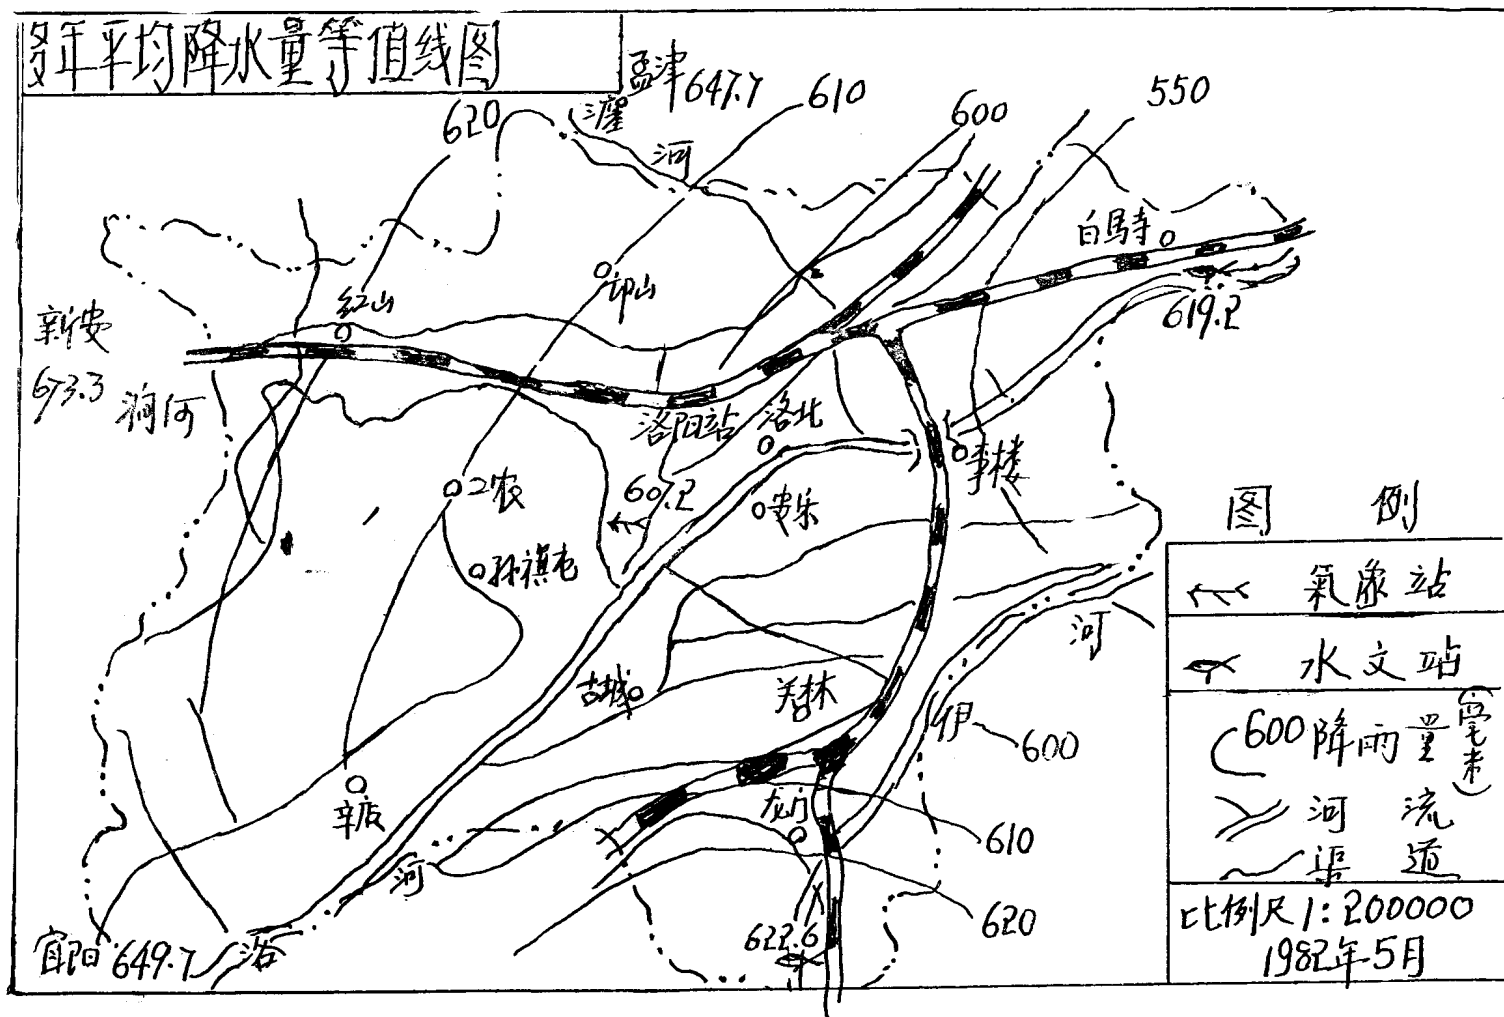 多年平均降水量等值线图
孟津 647.7
610
600
550
620
瀍
河
白馬寺
邙山
红山
新安
673.3
涧河
619.2
洛阳站
洛北
李楼
607.2
工农
安乐
孙旗屯
古城
关林
河
伊
600
辛店
龙门
610
河
620
622.6
宜阳 649.7
洛
图 例
氣象站
水文站
600 降雨量(毫米)
河 流
渠 道
比例尺 1:200000
1982年5月